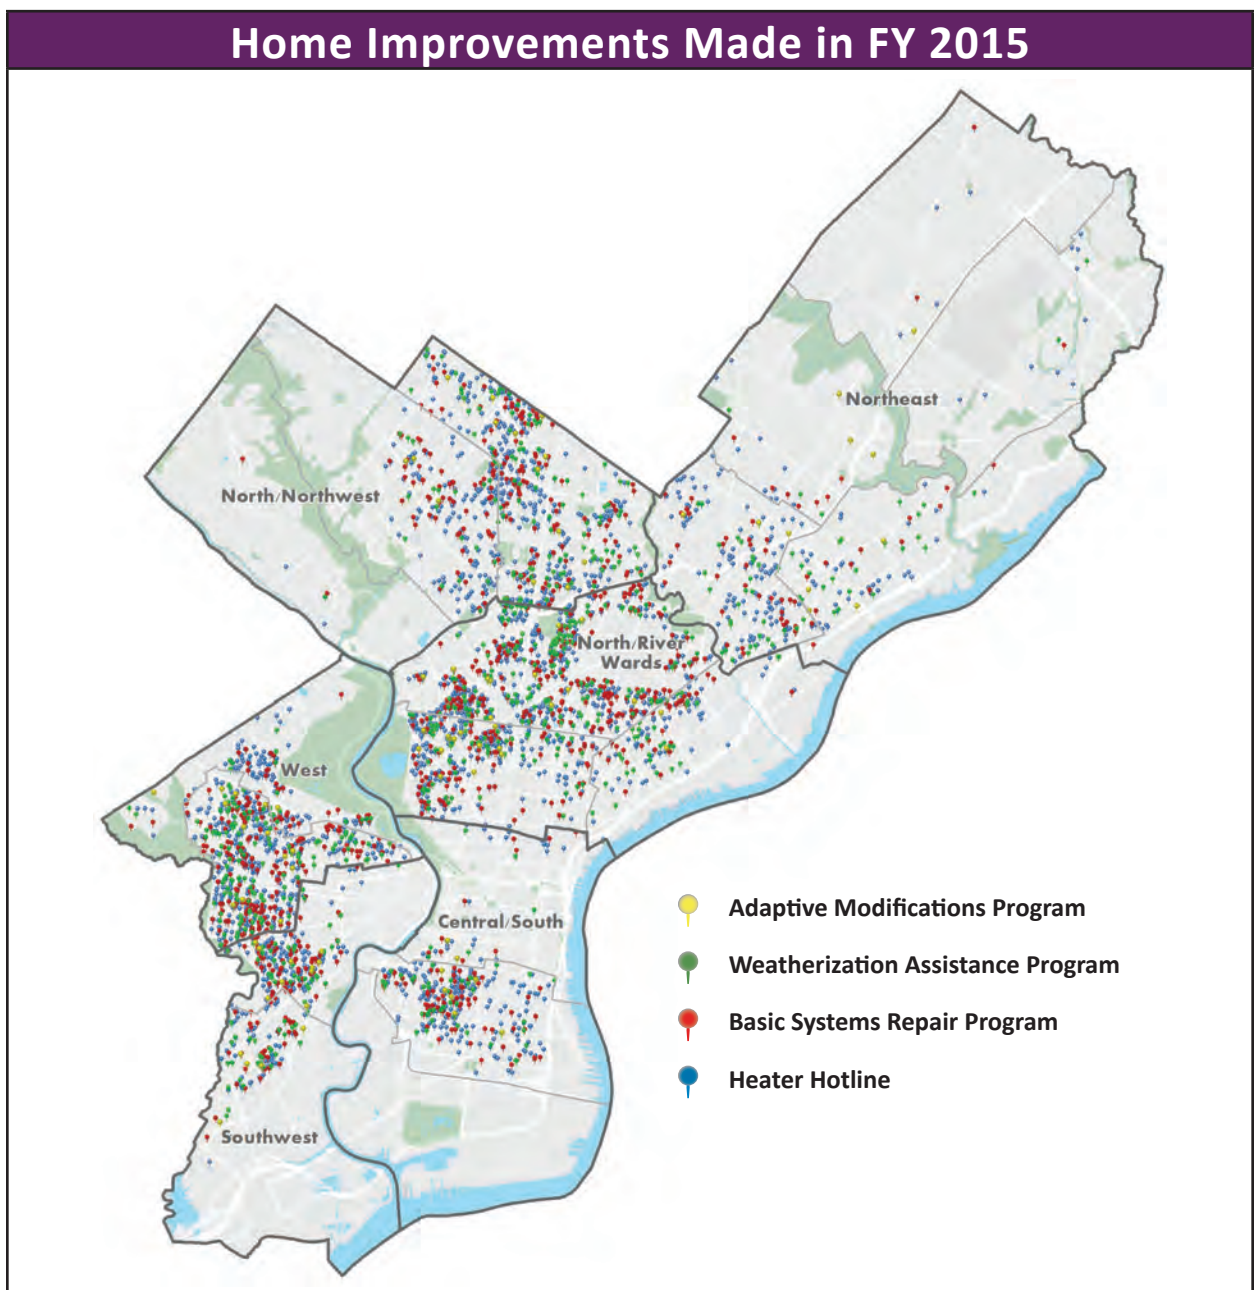 Home Improvements Made in FY 2015
Northeast
North/Northwest
North/River
Wards
West
Central/South
Southwest
Adaptive Modifications Program
Weatherization Assistance Program
Basic Systems Repair Program
Heater Hotline